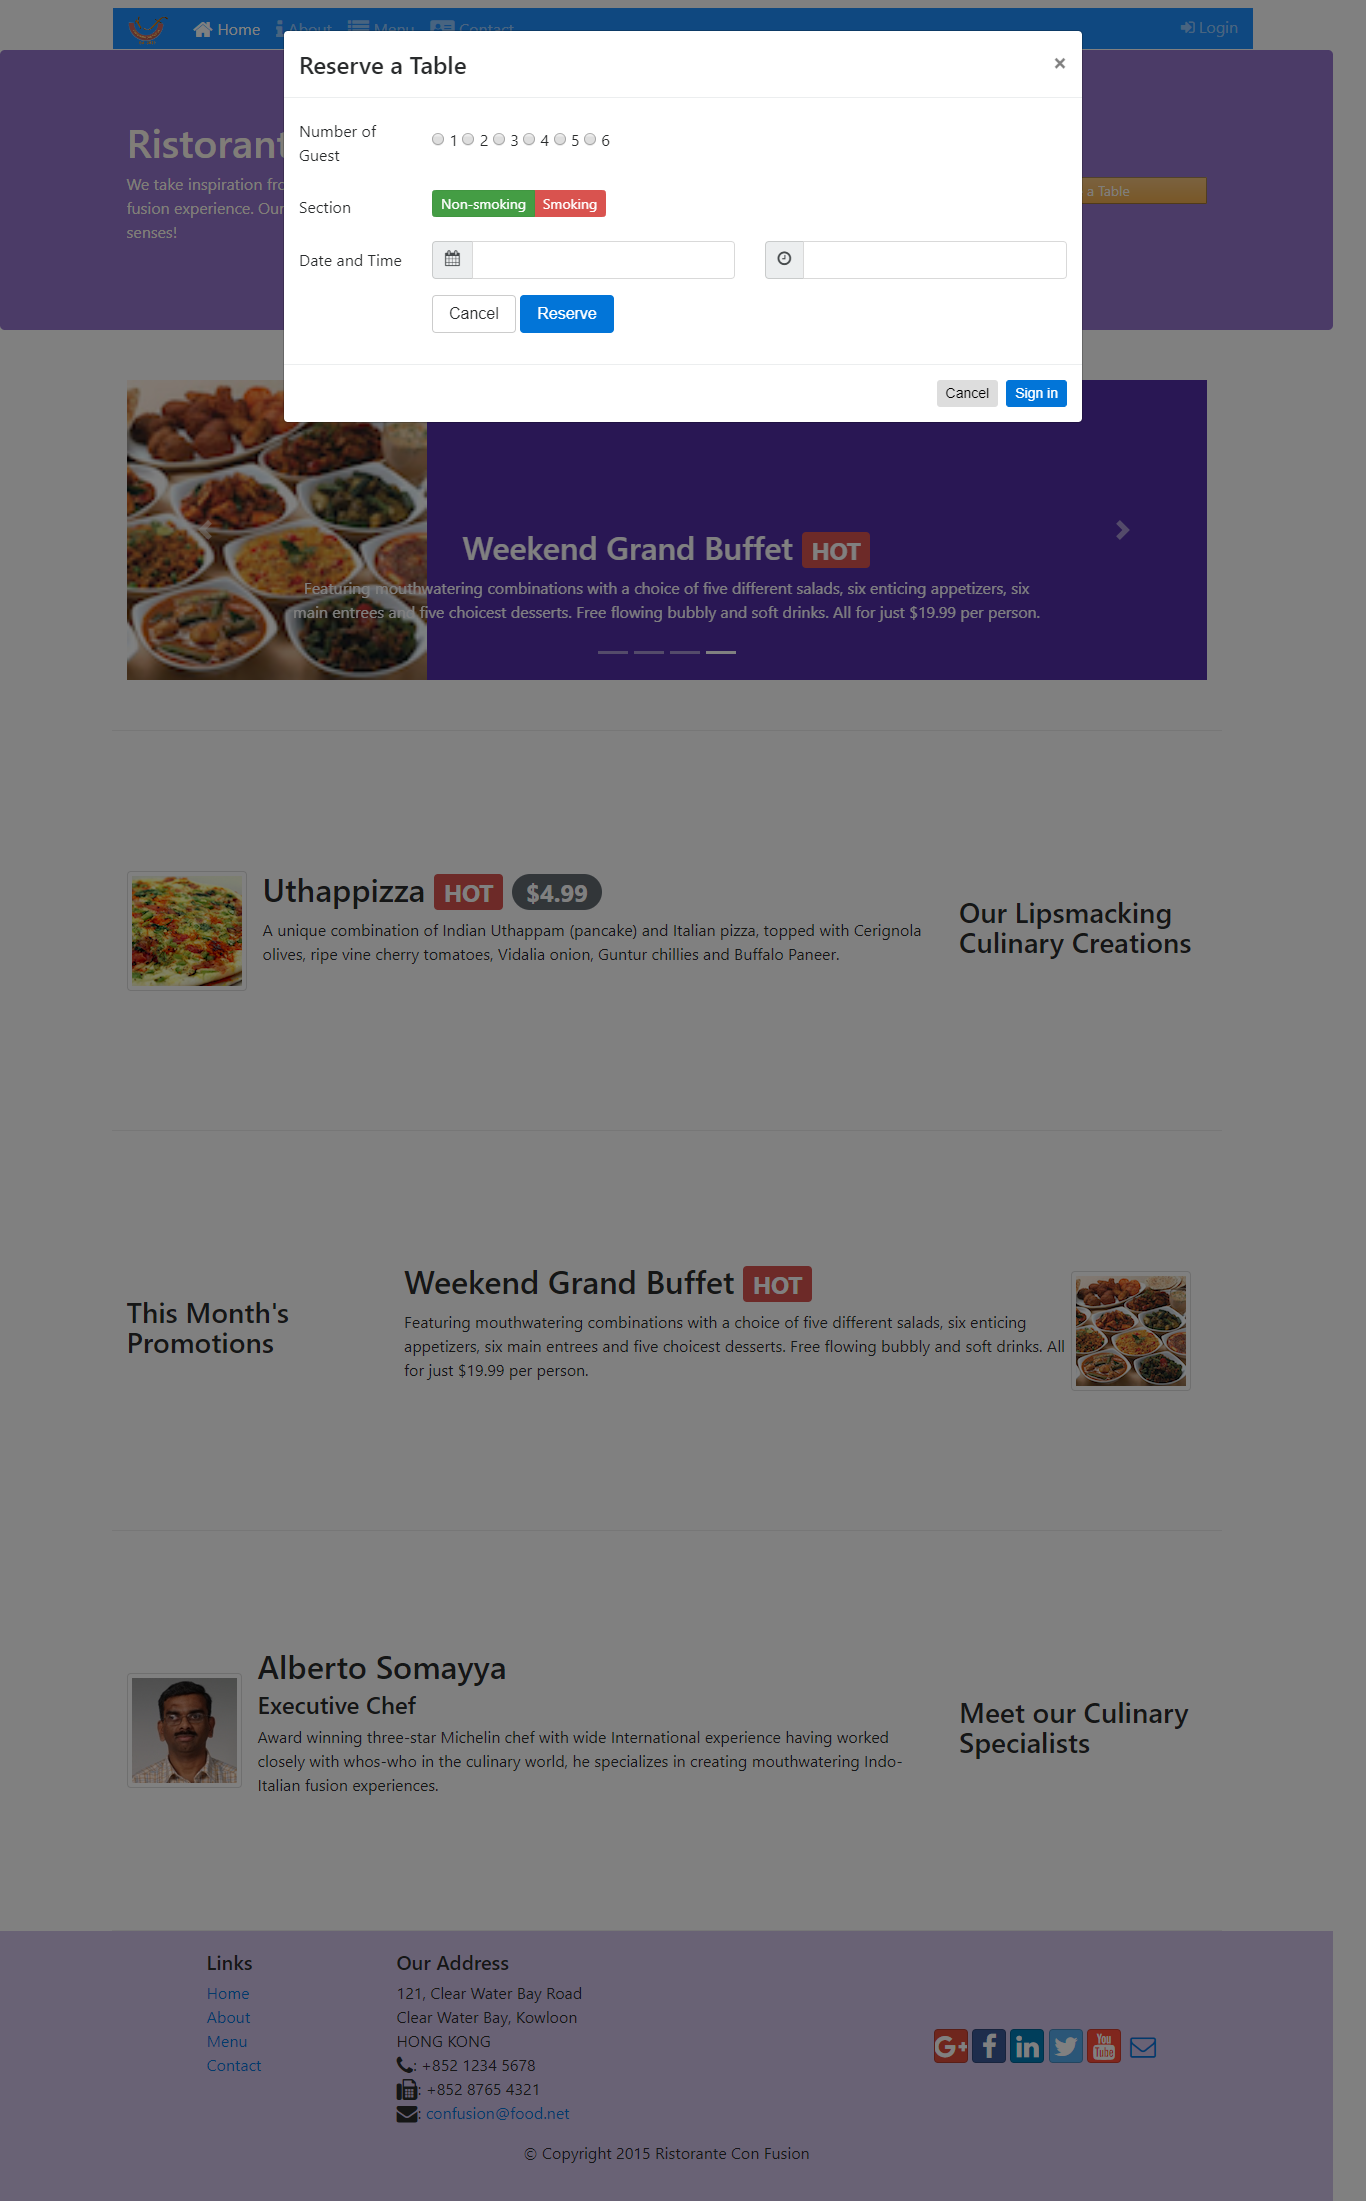 Home About Menu Contact Login
Reserve a Table ×
Number of
Guest
1 2 3 4 5 6
Section
Non-smoking Smoking
Date and Time
Cancel Reserve
Cancel Sign in
Ristorant
We take inspiration
fusion experience. Our
senses!
a Table
Weekend Grand Buffet HOT
Featuring mouthwatering combinations with a choice of five different salads, six enticing appetizers, six
main entrees and five choicest desserts. Free flowing bubbly and soft drinks. All for just $19.99 per person.
Uthappizza HOT $4.99
A unique combination of Indian Uthappam (pancake) and Italian pizza, topped with Cerignola
olives, ripe vine cherry tomatoes, Vidalia onion, Guntur chillies and Buffalo Paneer.
Our Lipsmacking
Culinary Creations
This Month's
Promotions
Weekend Grand Buffet HOT
Featuring mouthwatering combinations with a choice of five different salads, six enticing
appetizers, six main entrees and five choicest desserts. Free flowing bubbly and soft drinks. All
for just $19.99 per person.
Alberto Somayya
Executive Chef
Award winning three-star Michelin chef with wide International experience having worked
closely with whos-who in the culinary world, he specializes in creating mouthwatering Indo-
Italian fusion experiences.
Meet our Culinary
Specialists
Links
Home
About
Menu
Contact
Our Address
121, Clear Water Bay Road
Clear Water Bay, Kowloon
HONG KONG
: +852 1234 5678
: +852 8765 4321
: confusion@food.net
G+ f in You Tube
© Copyright 2015 Ristorante Con Fusion